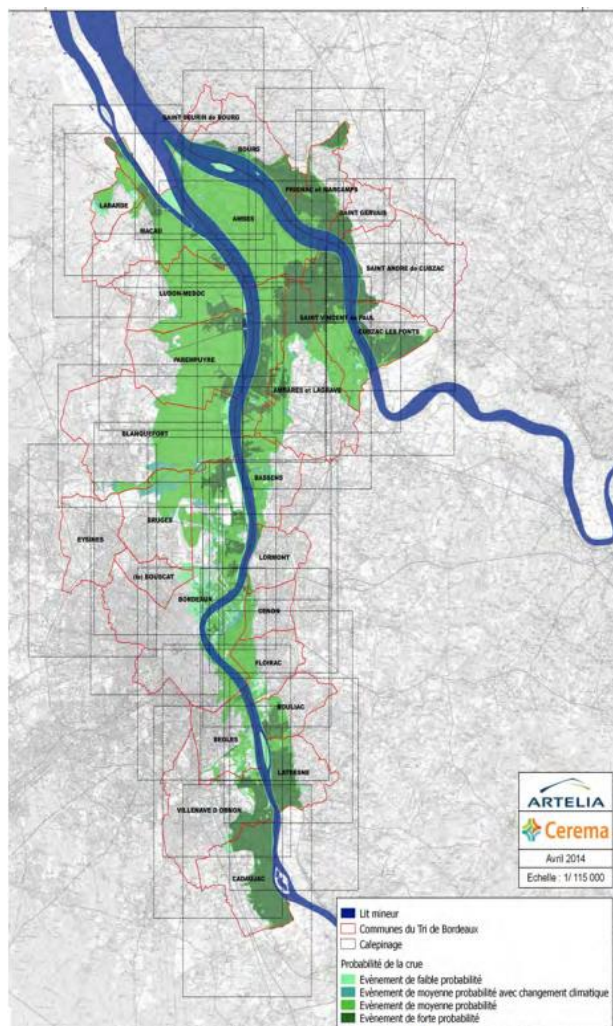 SAINT SEURIN de BOURG
BOURG
PRIGNAC et MARCAMPS
LABARDE
SAINT GERVAIS
AMBES
MACAU
SAINT ANDRE de CUBZAC
LUDON-MEDOC
SAINT VINCENT de PAUL
CUBZAC LES PONTS
PAREMPUYRE
AMBARES et LAGRAVE
BLANQUEFORT
BASSENS
BRUGES
EYSINES
LORMONT
(le) BOUSCAT
BORDEAUX
CENON
FLOIRAC
BOULIAC
BEGLES
LATRESNE
VILLENAVE D ORNON
CADAUJAC
ARTELIA
Cerema
Avril 2014
Echelle : 1/ 115 000
Lit mineur
Communes du Tri de Bordeaux
Calepinage
Probabilité de la crue
Evènement de faible probabilité
Evènement de moyenne probabilité avec changement climatique
Evènement de moyenne probabilité
Evènement de forte probabilité